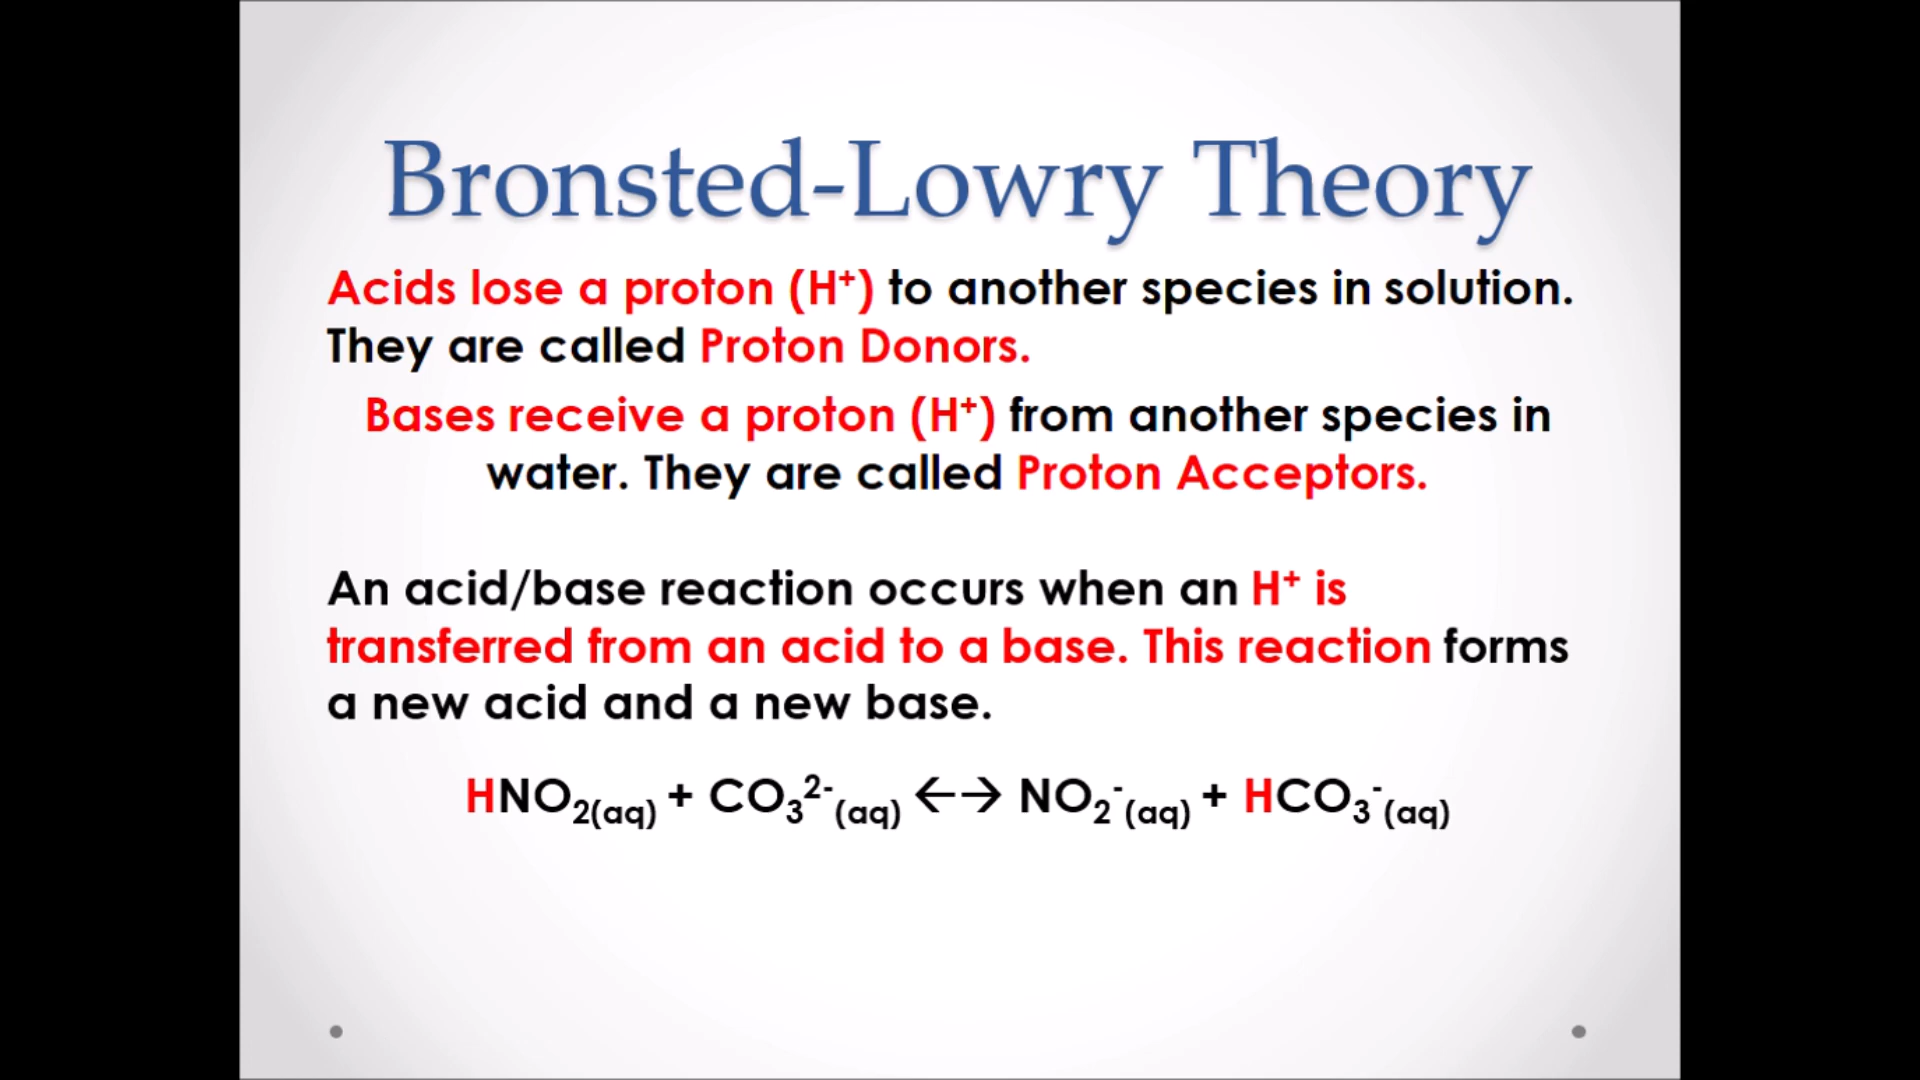 Bronsted-Lowry Theory
Acids lose a proton (H⁺) to another species in solution.
They are called Proton Donors.
Bases receive a proton (H⁺) from another species in
water. They are called Proton Acceptors.
An acid/base reaction occurs when an H⁺ is
transferred from an acid to a base. This reaction forms
a new acid and a new base.
HNO₂(aq) + CO₃²⁻(aq) ←→ NO₂⁻(aq) + HCO₃⁻(aq)